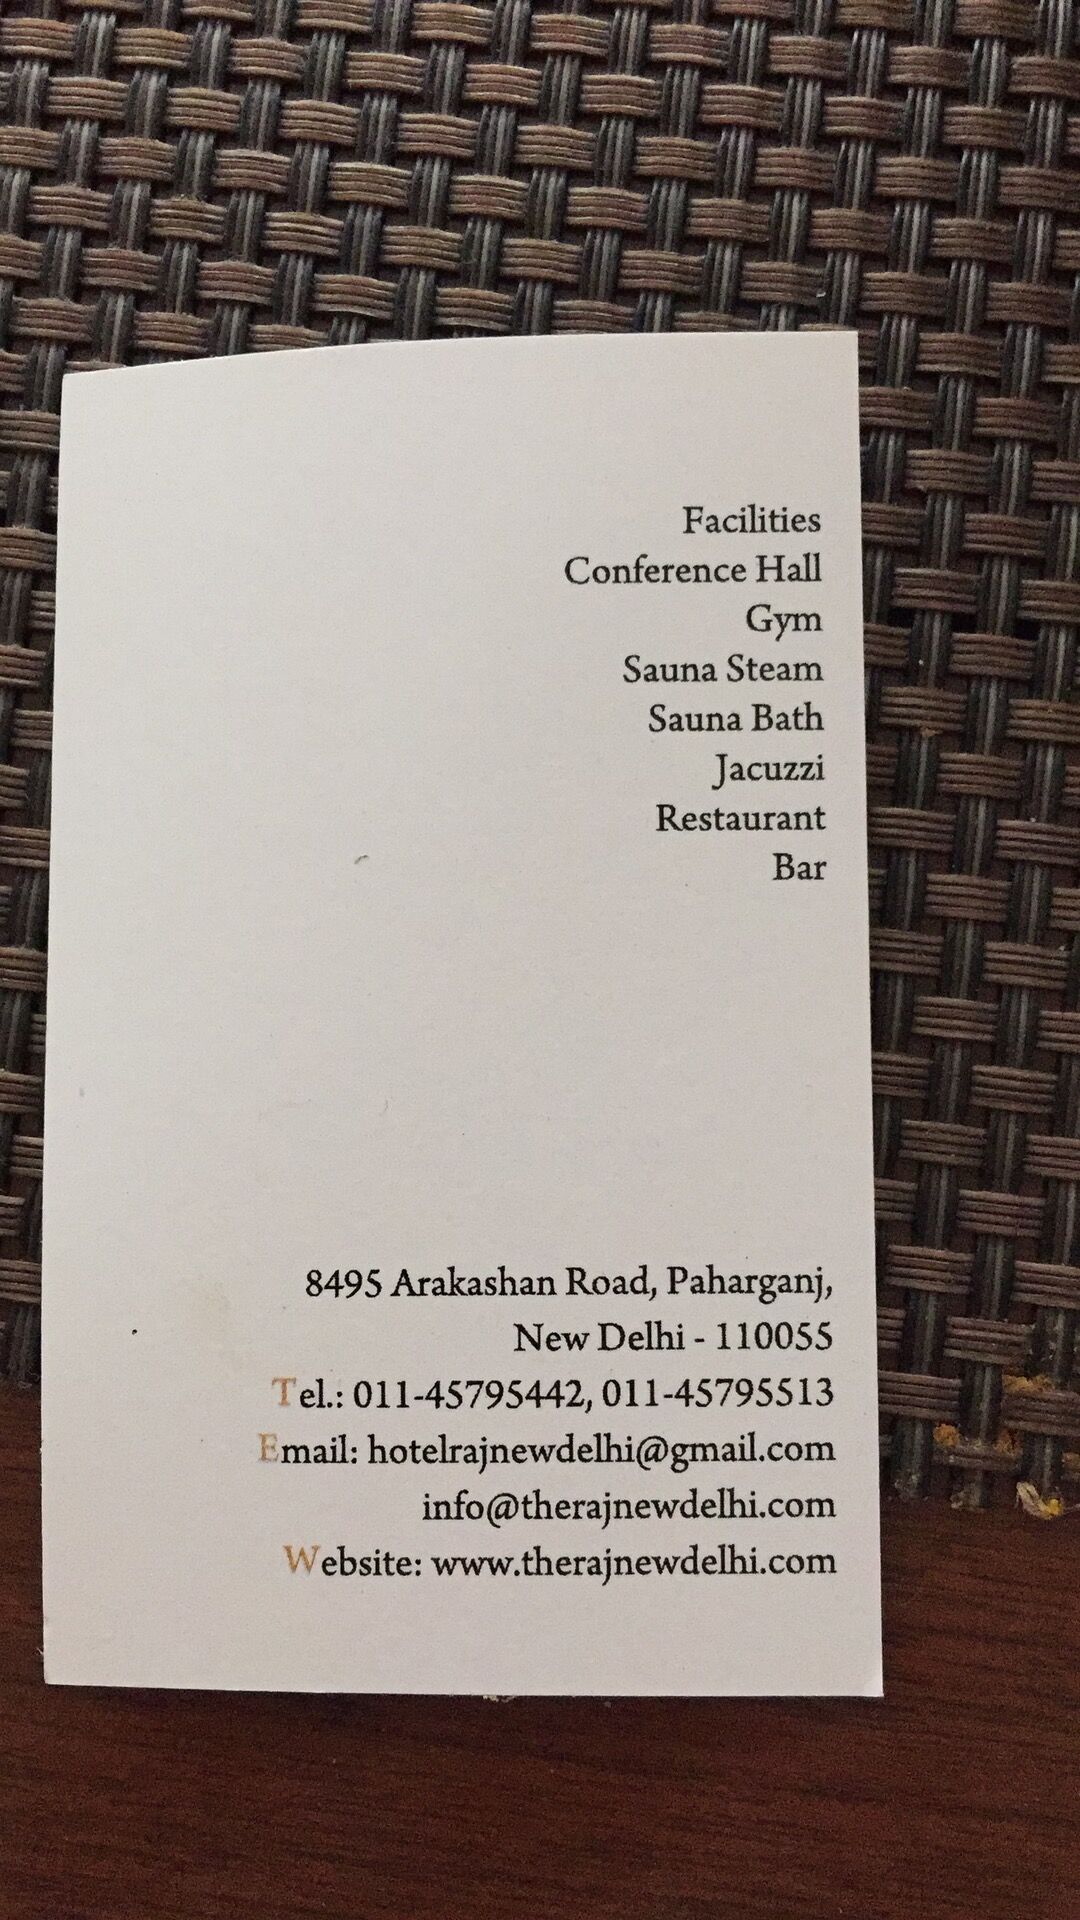 Facilities
Conference Hall
Gym
Sauna Steam
Sauna Bath
Jacuzzi
Restaurant
Bar
8495 Arakashan Road, Paharganj,
New Delhi - 110055
Tel.: 011-45795442, 011-45795513
Email: hotelrajnewdelhi@gmail.com
info@therajnewdelhi.com
Website: www.therajnewdelhi.com